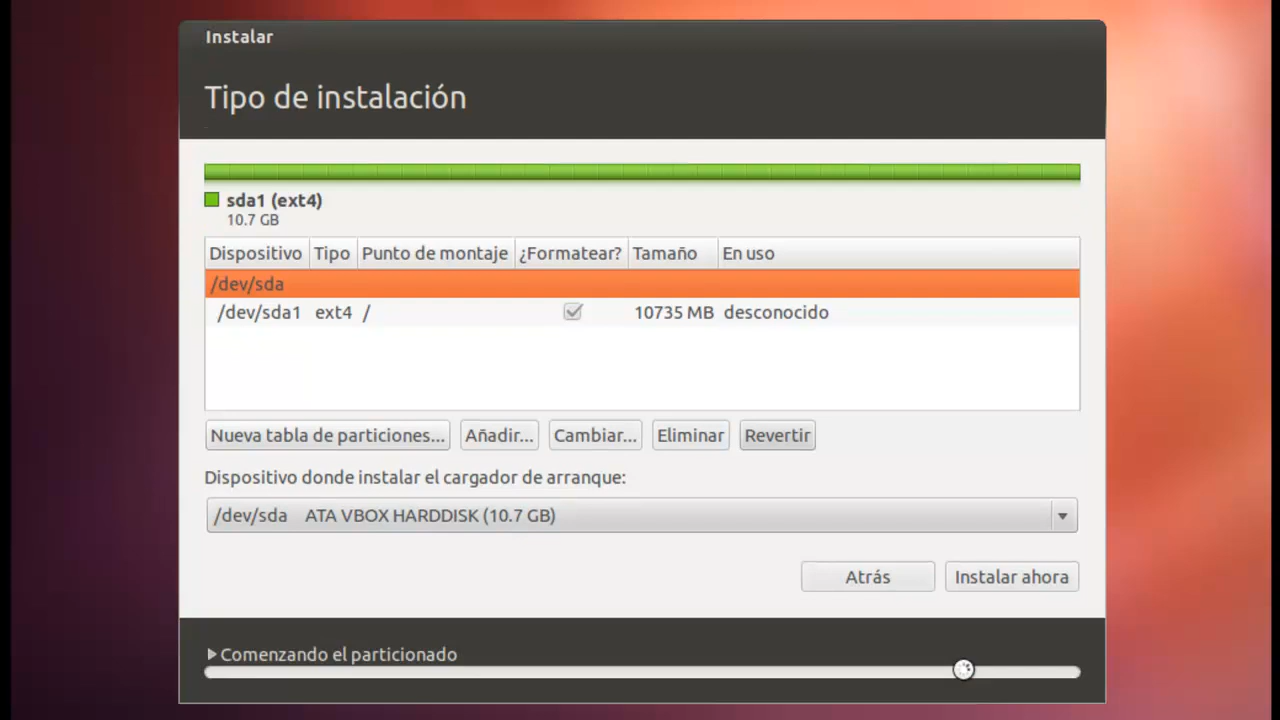 Instalar
Tipo de instalación
sda1 (ext4)
10.7 GB
Dispositivo Tipo Punto de montaje ¿Formatear? Tamaño En uso
/dev/sda
/dev/sda1 ext4 / 10735 MB desconocido
Nueva tabla de particiones... Añadir... Cambiar... Eliminar Revertir
Dispositivo donde instalar el cargador de arranque:
/dev/sda ATA VBOX HARDDISK (10.7 GB)
Atrás Instalar ahora
Comenzando el particionado